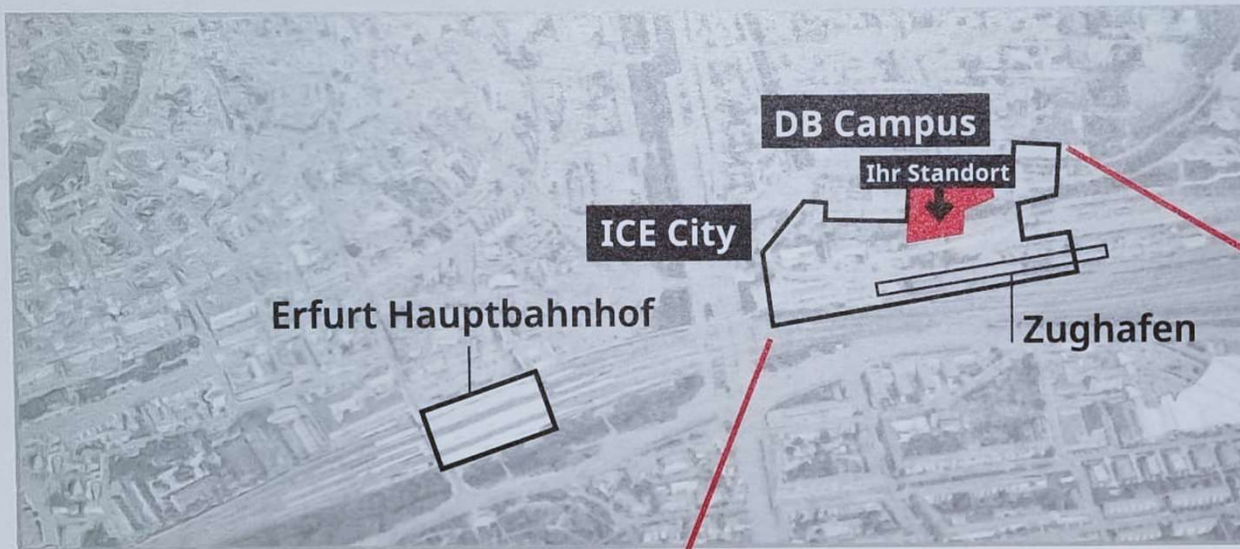 DB Campus
Ihr Standort
ICE City
Erfurt Hauptbahnhof
Zughafen